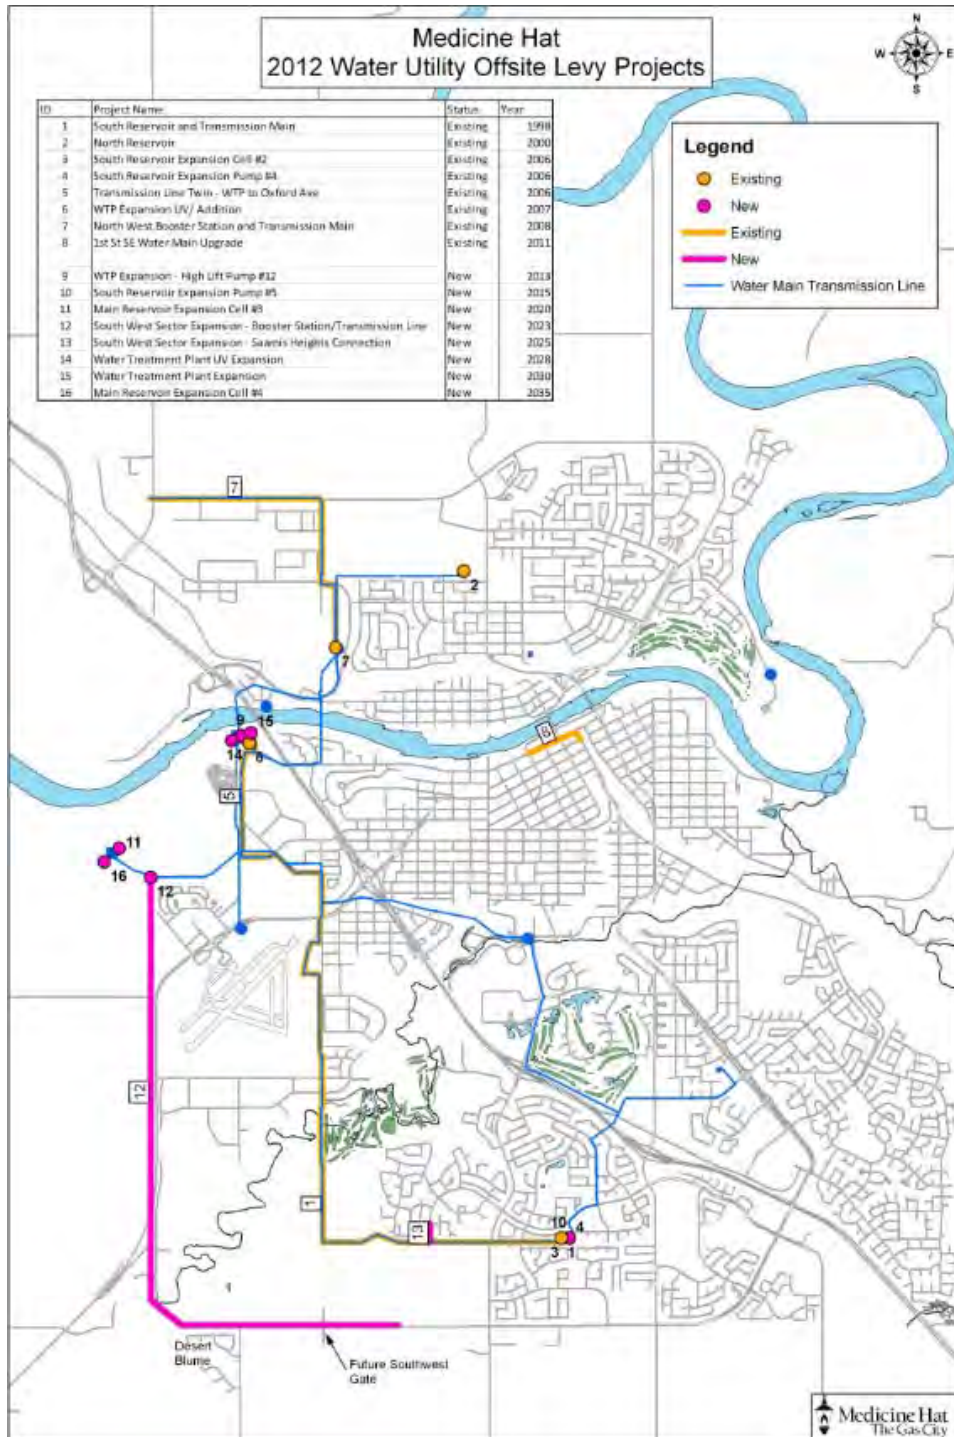 Medicine Hat
2012 Water Utility Offsite Levy Projects
N
W E
S
ID Project Name Status Year
1 South Reservoir and Transmission Main Existing 1998
2 North Reservoir Existing 2000
3 South Reservoir Expansion Cell #2 Existing 2006
4 South Reservoir Expansion Pump #4 Existing 2006
5 Transmission Line Twin - WTP to Oxford Ave Existing 2006
6 WTP Expansion UV/ Addition Existing 2007
7 North West Booster Station and Transmission Main Existing 2008
8 1st St SE Water Main Upgrade Existing 2011
9 WTP Expansion - High Lift Pump #12 New 2013
10 South Reservoir Expansion Pump #5 New 2015
11 Main Reservoir Expansion Cell #3 New 2020
12 South West Sector Expansion - Booster Station/Transmission Line New 2023
13 South West Sector Expansion - Saamis Heights Connection New 2025
14 Water Treatment Plant UV Expansion New 2028
15 Water Treatment Plant Expansion New 2030
16 Main Reservoir Expansion Cell #4 New 2035
Legend
Existing
New
Existing
New
Water Main Transmission Line
7
2
7
9 15
14 6
8
5
11
16
12
12
1
13
10 4
3 1
Desert
Blume
Future Southwest
Gate
Medicine Hat
The Gas City